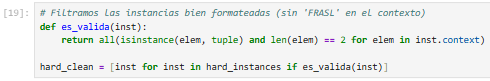 [19]: # Filtramos las instancias bien formateadas (sin 'FRASL' en el contexto)
def es_valida(inst):
    return all(isinstance(elem, tuple) and len(elem) == 2 for elem in inst.context)

hard_clean = [inst for inst in hard_instances if es_valida(inst)]